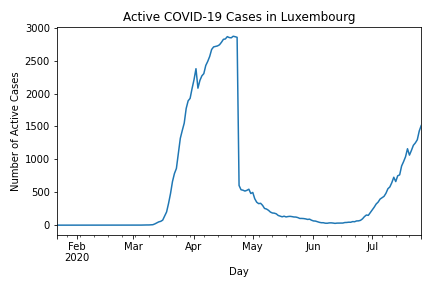 Active COVID-19 Cases in Luxembourg
3000
2500
2000
1500
1000
500
0
Number of Active Cases
Feb
2020
Mar
Apr
May
Jun
Jul
Day